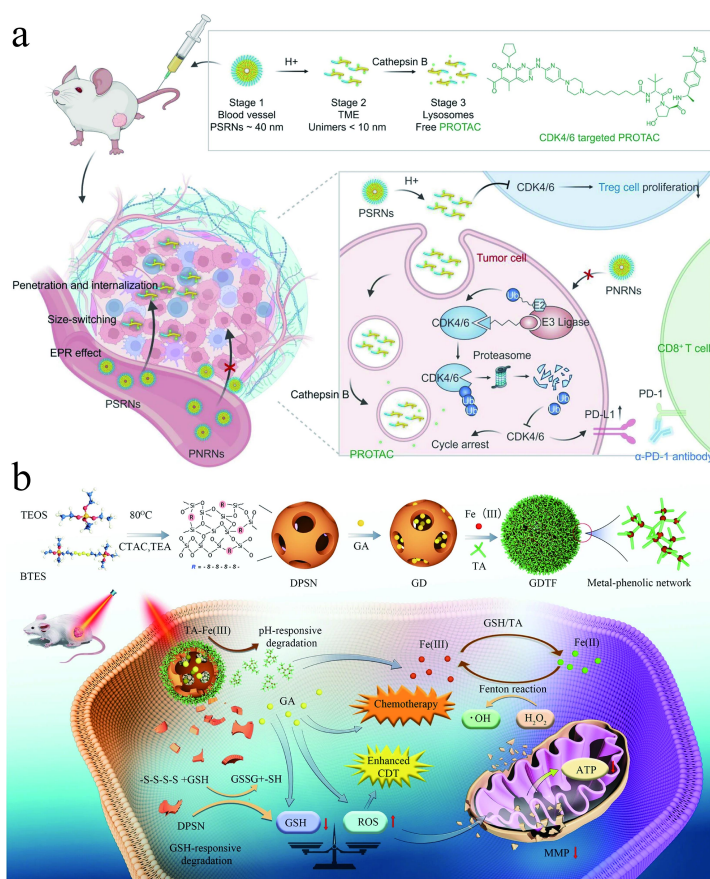 a
H+
Cathepsin B
Stage 1
Blood vessel
PSRNs ~ 40 nm
Stage 2
TME
Unimers < 10 nm
Stage 3
Lysosomes
Free PROTAC
CDK4/6 targeted PROTAC
Penetration and internalization
Size-switching
EPR effect
PSRNs
PNRNs
PSRNs
H+
CDK4/6
Treg cell proliferation
Tumor cell
PNRNs
Ub
E2
CDK4/6
E3 Ligase
CD8+ T cell
Proteasome
CDK4/6
Ub
Ub
Ub
Ub
Cathepsin B
PROTAC
Cycle arrest
CDK4/6
PD-L1
PD-1
α-PD-1 antibody
b
TEOS
BTES
80°C
CTAC,TEA
R = -S-S-S-S-
DPSN
GA
GD
Fe (III)
TA
GDTF
Metal-phenolic network
TA-Fe(III)
pH-responsive
degradation
Fe(III)
GSH/TA
Fe(II)
Fenton reaction
·OH
H2O2
GA
Chemotherapy
Enhanced
CDT
ATP
-S-S-S-S +GSH
GSSG+-SH
DPSN
GSH-responsive
degradation
GSH
ROS
MMP